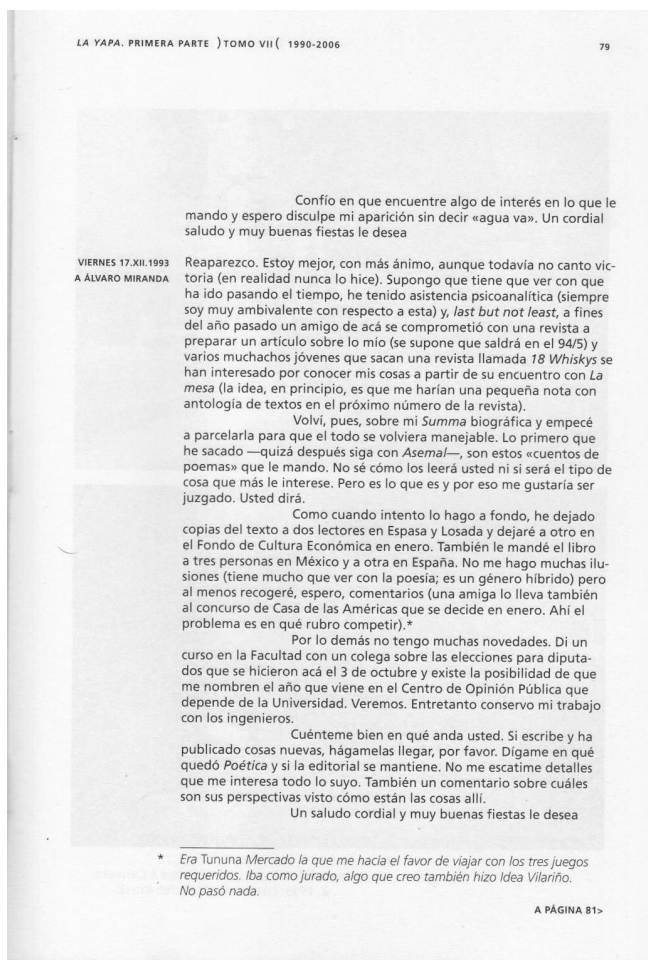 LA YAPA. PRIMERA PARTE )TOMO VII( 1990-2006
79
Confío en que encuentre algo de interés en lo que le
mando y espero disculpe mi aparición sin decir «agua va». Un cordial
saludo y muy buenas fiestas le desea
VIERNES 17.XII.1993
A ÁLVARO MIRANDA
Reaparezco. Estoy mejor, con más ánimo, aunque todavía no canto vic-
toria (en realidad nunca lo hice). Supongo que tiene que ver con que
ha ido pasando el tiempo, he tenido asistencia psicoanalítica (siempre
soy muy ambivalente con respecto a esta) y, last but not least, a fines
del año pasado un amigo de acá se comprometió con una revista a
preparar un artículo sobre lo mío (se supone que saldrá en el 94/5) y
varios muchachos jóvenes que sacan una revista llamada 18 Whiskys se
han interesado por conocer mis cosas a partir de su encuentro con La
mesa (la idea, en principio, es que me harían una pequeña nota con
antología de textos en el próximo número de la revista).
Volví, pues, sobre mi Summa biográfica y empecé
a parcelarla para que el todo se volviera manejable. Lo primero que
he sacado —quizá después siga con Asemal—, son estos «cuentos de
poemas» que le mando. No sé cómo los leerá usted ni si será el tipo de
cosa que más le interese. Pero es lo que es y por eso me gustaría ser
juzgado. Usted dirá.
Como cuando intento lo hago a fondo, he dejado
copias del texto a dos lectores en Espasa y Losada y dejaré a otro en
el Fondo de Cultura Económica en enero. También le mandé el libro
a tres personas en México y a otra en España. No me hago muchas ilu-
siones (tiene mucho que ver con la poesía; es un género híbrido) pero
al menos recogeré, espero, comentarios (una amiga lo lleva también
al concurso de Casa de las Américas que se decide en enero. Ahí el
problema es en qué rubro competir).*
Por lo demás no tengo muchas novedades. Di un
curso en la Facultad con un colega sobre las elecciones para diputa-
dos que se hicieron acá el 3 de octubre y existe la posibilidad de que
me nombren el año que viene en el Centro de Opinión Pública que
depende de la Universidad. Veremos. Entretanto conservo mi trabajo
con los ingenieros.
Cuénteme bien en qué anda usted. Si escribe y ha
publicado cosas nuevas, hágamelas llegar, por favor. Dígame en qué
quedó Poética y si la editorial se mantiene. No me escatime detalles
que me interesa todo lo suyo. También un comentario sobre cuáles
son sus perspectivas visto cómo están las cosas allí.
Un saludo cordial y muy buenas fiestas le desea
* Era Tununa Mercado la que me hacía el favor de viajar con los tres juegos
requeridos. Iba como jurado, algo que creo también hizo Idea Vilariño.
No pasó nada.
A PÁGINA 81>